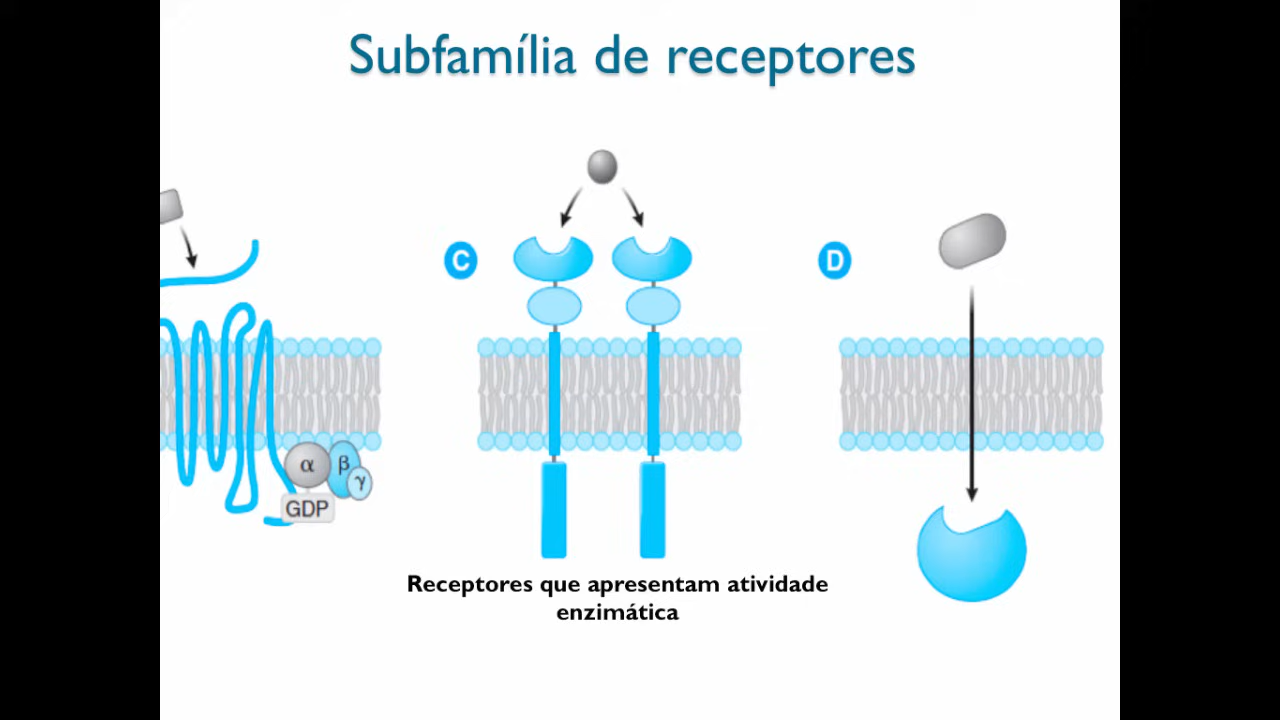 Subfamília de receptores
C
D
α
β
γ
GDP
Receptores que apresentam atividade
enzimática